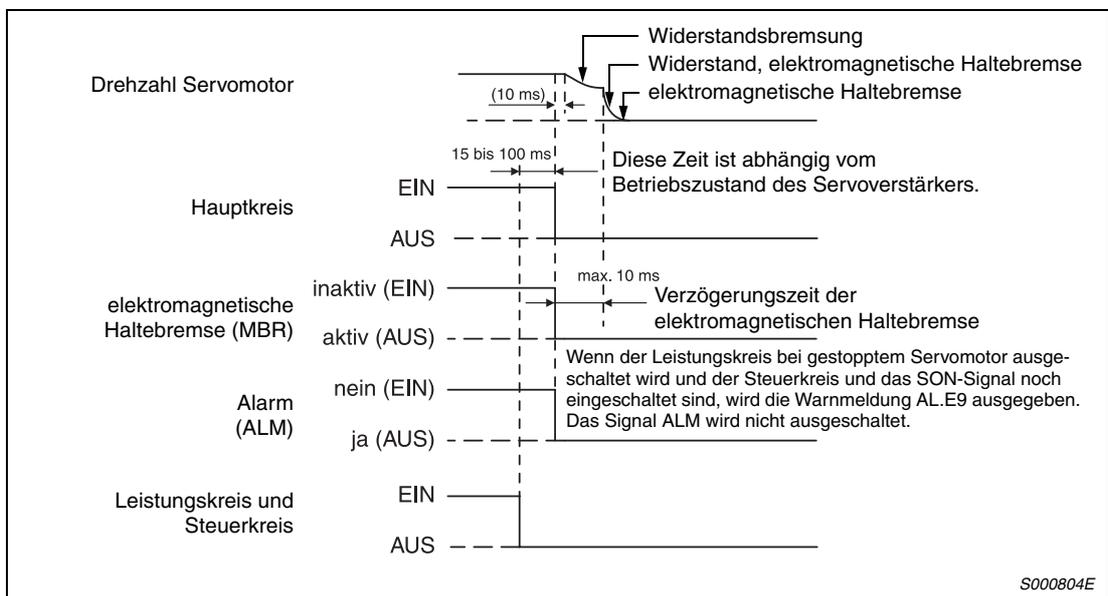 Widerstandsbremsung
Widerstand, elektromagnetische Haltebremse
elektromagnetische Haltebremse
Drehzahl Servomotor
(10 ms)
15 bis 100 ms
Diese Zeit ist abhängig vom
Betriebszustand des Servoverstärkers.
Hauptkreis
EIN
AUS
max. 10 ms
Verzögerungszeit der
elektromagnetischen Haltebremse
elektromagnetische
Haltebremse (MBR)
inaktiv (EIN)
aktiv (AUS)
Wenn der Leistungskreis bei gestopptem Servomotor ausge-
schaltet wird und der Steuerkreis und das SON-Signal noch
eingeschaltet sind, wird die Warnmeldung AL.E9 ausgegeben.
Das Signal ALM wird nicht ausgeschaltet.
Alarm
(ALM)
nein (EIN)
ja (AUS)
Leistungskreis und
Steuerkreis
EIN
AUS
S000804E